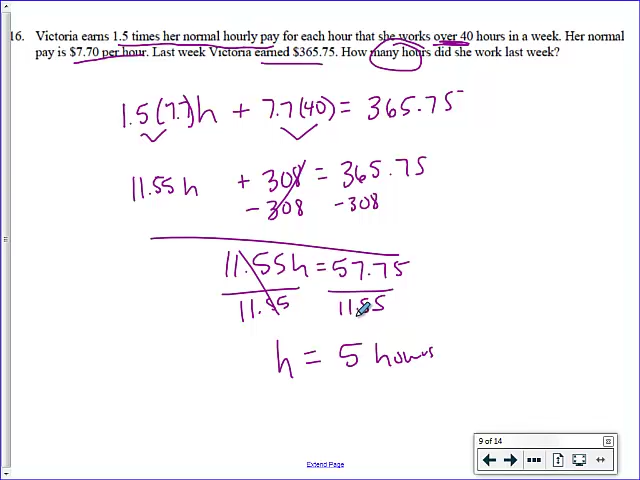 16. Victoria earns 1.5 times her normal hourly pay for each hour that she works over 40 hours in a week. Her normal
pay is $7.70 per hour. Last week Victoria earned $365.75. How many hours did she work last week?
1.5(7.7)h + 7.7(40) = 365.75
11.55h + 308 = 365.75
- 308 - 308
11.55h = 57.75
11.55 11.55
h = 5 hours
9 of 14
Extend Page